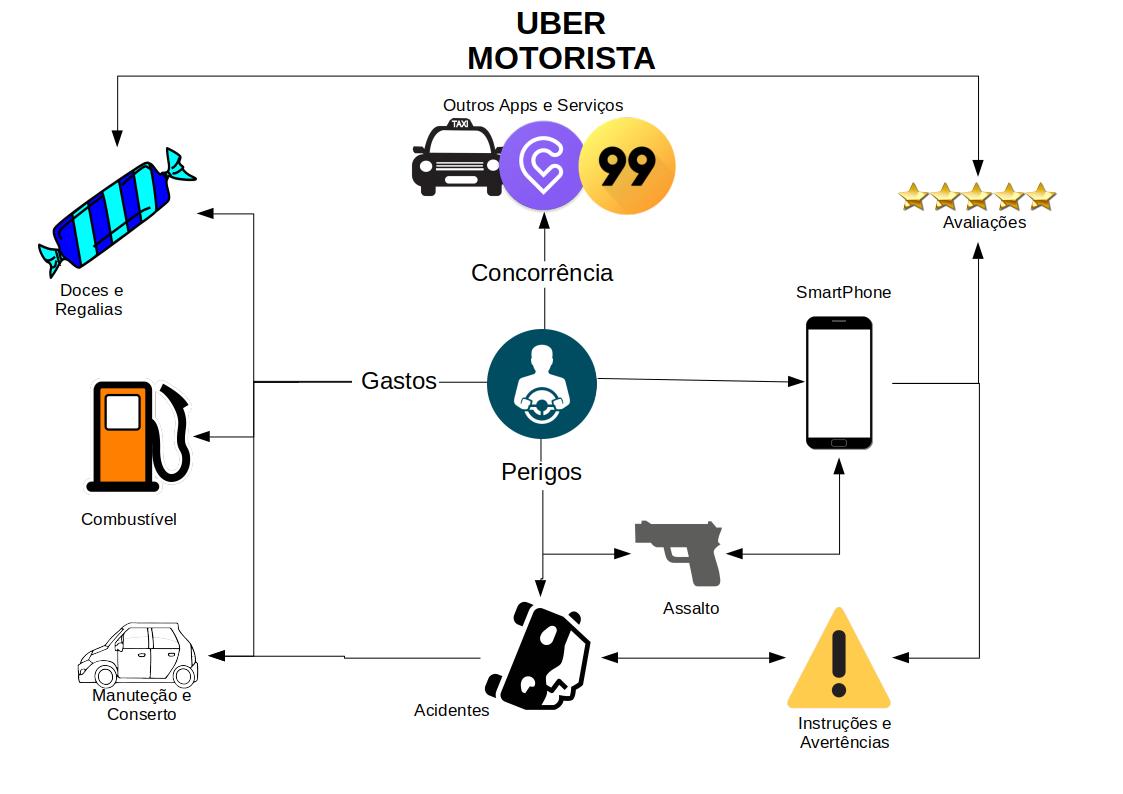 UBER
MOTORISTA
Outros Apps e Serviços
TAXI
99
Avaliações
Concorrência
Doces e
Regalias
SmartPhone
Gastos
Perigos
Combustível
Assalto
Manuteção e
Conserto
Acidentes
Instruções e
Avertências